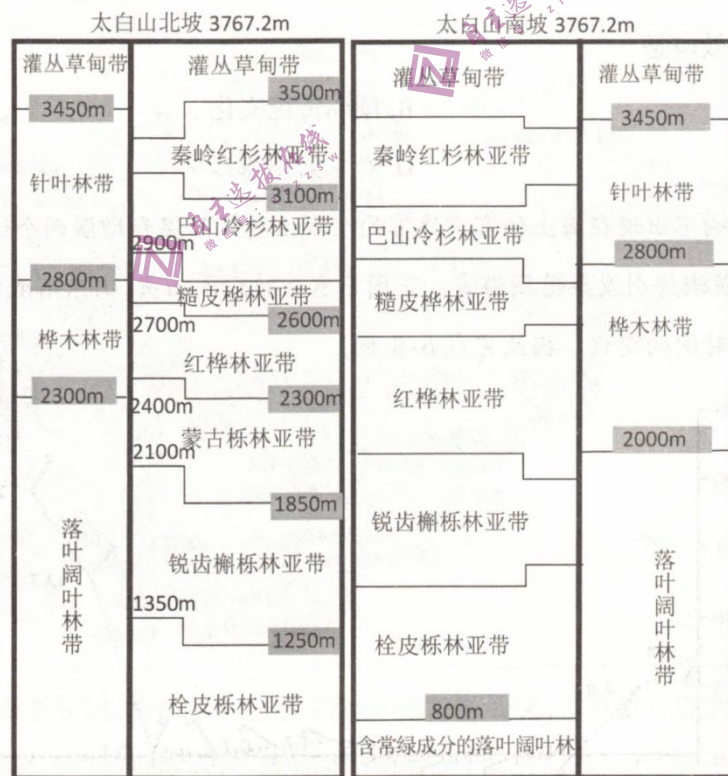 太白山北坡 3767.2m
灌丛草甸带
3450m
针叶林带
2800m
桦木林带
2300m
落叶阔叶林带
灌丛草甸带
3500m
秦岭红杉林亚带
3100m
巴山冷杉林亚带
2900m
糙皮桦林亚带
2700m
2600m
红桦林亚带
2400m
2300m
蒙古栎林亚带
2100m
1850m
锐齿槲栎林亚带
1350m
1250m
栓皮栎林亚带
太白山南坡 3767.2m
灌丛草甸带
秦岭红杉林亚带
巴山冷杉林亚带
糙皮桦林亚带
红桦林亚带
锐齿槲栎林亚带
栓皮栎林亚带
800m
含常绿成分的落叶阔叶林
灌丛草甸带
3450m
针叶林带
2800m
桦木林带
2000m
落叶阔叶林带
自主选拔在线